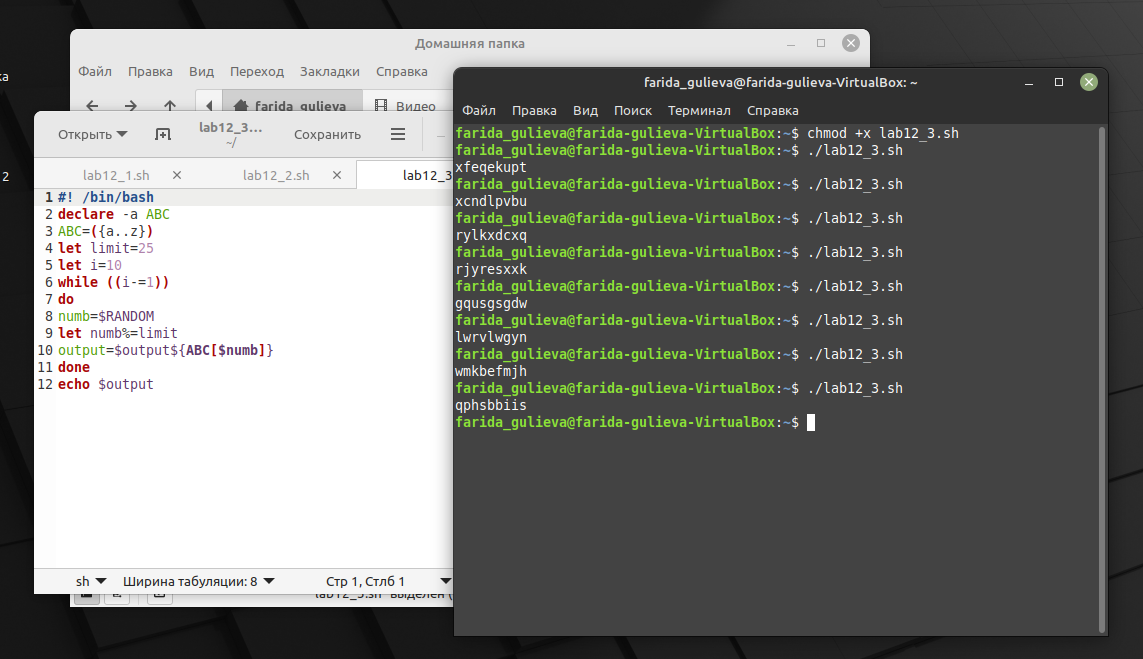 ка
2
Домашняя папка
Файл Правка Вид Переход Закладки Справка
farida_gulieva Видео
Открыть lab12_3... ~/ Сохранить
lab12_1.sh lab12_2.sh lab12_3
1 #! /bin/bash
2 declare -a ABC
3 ABC=({a..z})
4 let limit=25
5 let i=10
6 while ((i-=1))
7 do
8 numb=$RANDOM
9 let numb%=limit
10 output=$output${ABC[$numb]}
11 done
12 echo $output
sh Ширина табуляции: 8 Стр 1, Стлб 1
lab12_3.sh" выделен (
farida_gulieva@farida-gulieva-VirtualBox: ~
Файл Правка Вид Поиск Терминал Справка
farida_gulieva@farida-gulieva-VirtualBox:~$ chmod +x lab12_3.sh
farida_gulieva@farida-gulieva-VirtualBox:~$ ./lab12_3.sh
xfeqekupt
farida_gulieva@farida-gulieva-VirtualBox:~$ ./lab12_3.sh
xcndlpvbu
farida_gulieva@farida-gulieva-VirtualBox:~$ ./lab12_3.sh
rylkxdcxq
farida_gulieva@farida-gulieva-VirtualBox:~$ ./lab12_3.sh
rjyresxxk
farida_gulieva@farida-gulieva-VirtualBox:~$ ./lab12_3.sh
gqusgsgdw
farida_gulieva@farida-gulieva-VirtualBox:~$ ./lab12_3.sh
lwrvlwgyn
farida_gulieva@farida-gulieva-VirtualBox:~$ ./lab12_3.sh
wmkbefmjh
farida_gulieva@farida-gulieva-VirtualBox:~$ ./lab12_3.sh
qphsbbiis
farida_gulieva@farida-gulieva-VirtualBox:~$